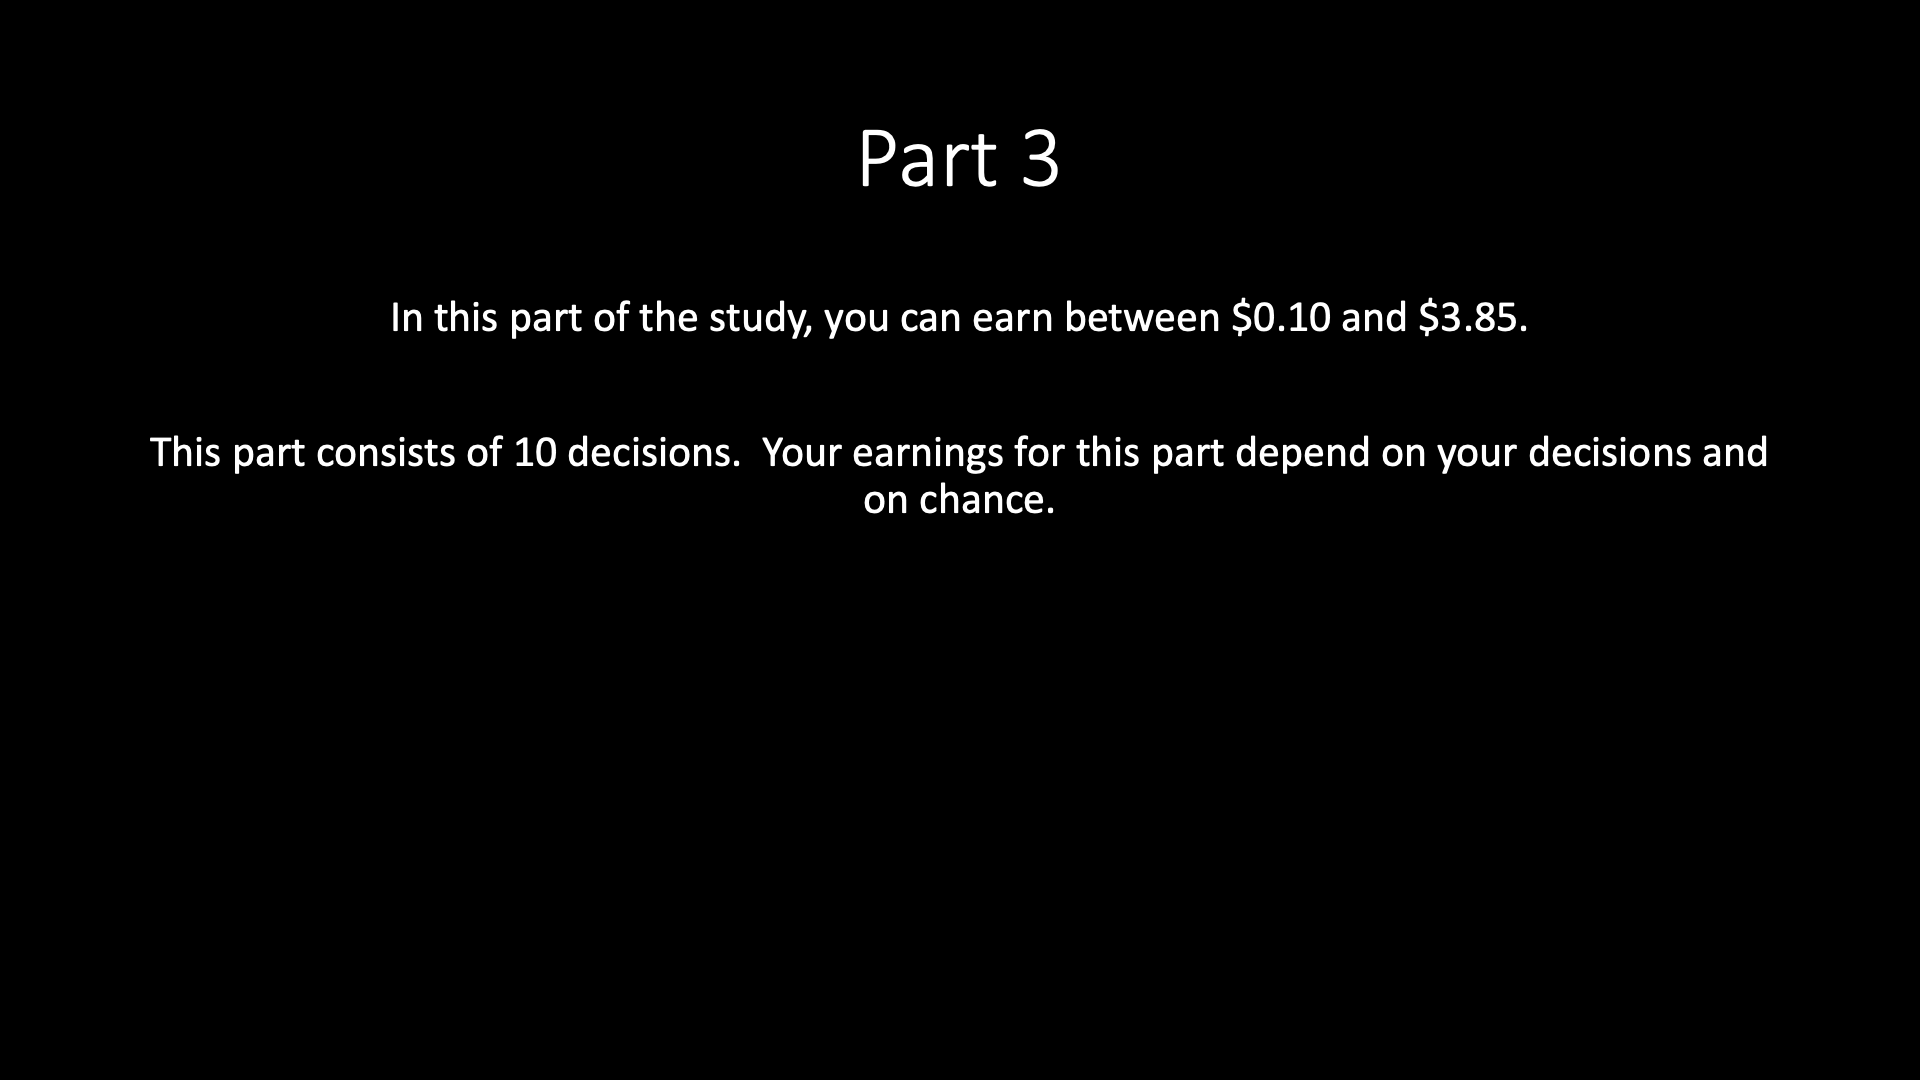 Part 3
In this part of the study, you can earn between $0.10 and $3.85.
This part consists of 10 decisions.  Your earnings for this part depend on your decisions and
on chance.